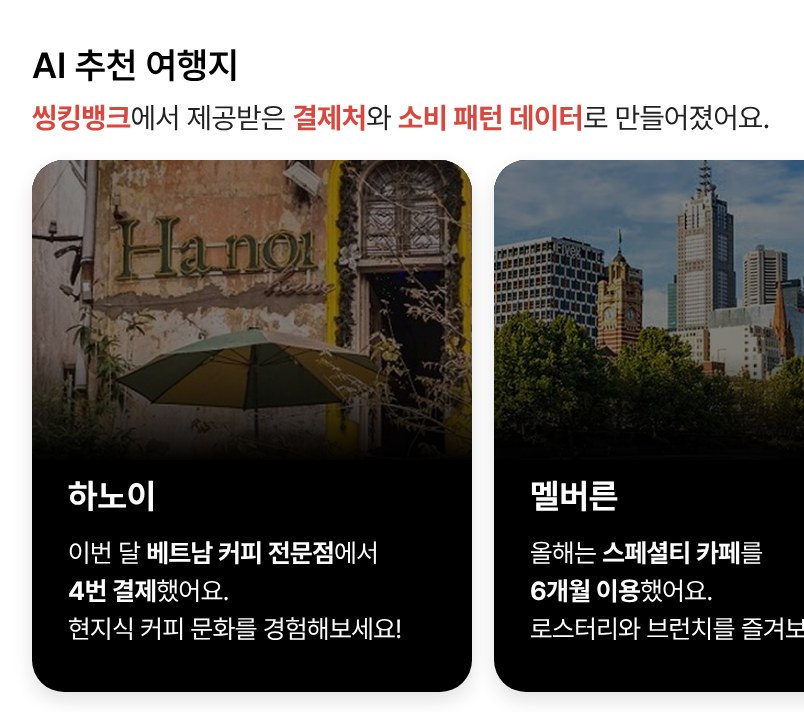 AI 추천 여행지
씽킹뱅크에서 제공받은 결제처와 소비 패턴 데이터로 만들어졌어요.
Hanoi
하노이
이번 달 베트남 커피 전문점에서
4번 결제했어요.
현지식 커피 문화를 경험해보세요!
멜버른
올해는 스페셜티 카페를
6개월 이용했어요.
로스터리와 브런치를 즐겨보